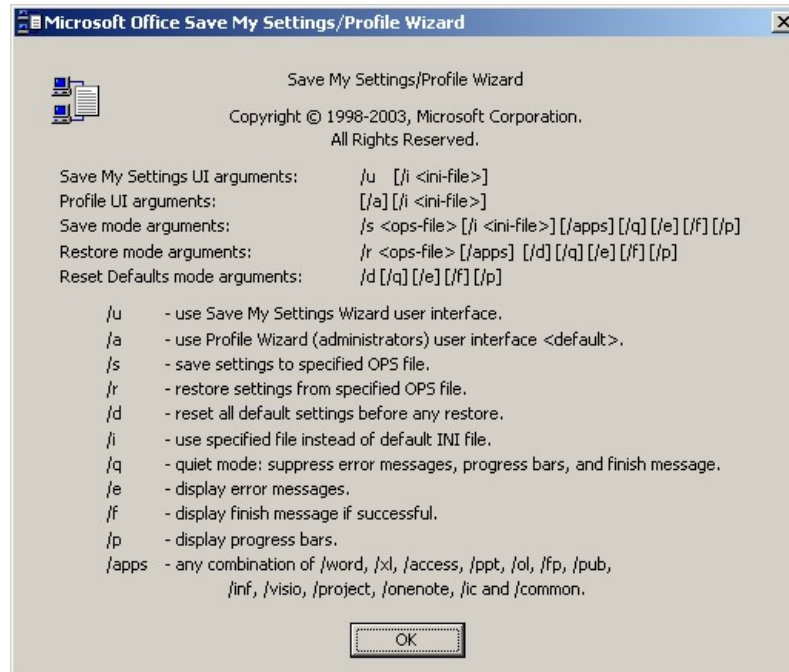 Microsoft Office Save My Settings/Profile Wizard
Save My Settings/Profile Wizard
Copyright © 1998-2003, Microsoft Corporation.
All Rights Reserved.
Save My Settings UI arguments: /u [/i <ini-file>]
Profile UI arguments: [/a] [/i <ini-file>]
Save mode arguments: /s <ops-file> [/i <ini-file>] [/apps] [/q] [/e] [/f] [/p]
Restore mode arguments: /r <ops-file> [/apps] [/d] [/q] [/e] [/f] [/p]
Reset Defaults mode arguments: /d [/q] [/e] [/f] [/p]
/u - use Save My Settings Wizard user interface.
/a - use Profile Wizard (administrators) user interface <default>.
/s - save settings to specified OPS file.
/r - restore settings from specified OPS file.
/d - reset all default settings before any restore.
/i - use specified file instead of default INI file.
/q - quiet mode: suppress error messages, progress bars, and finish message.
/e - display error messages.
/f - display finish message if successful.
/p - display progress bars.
/apps - any combination of /word, /xl, /access, /ppt, /ol, /fp, /pub,
/inf, /visio, /project, /onenote, /ic and /common.
OK